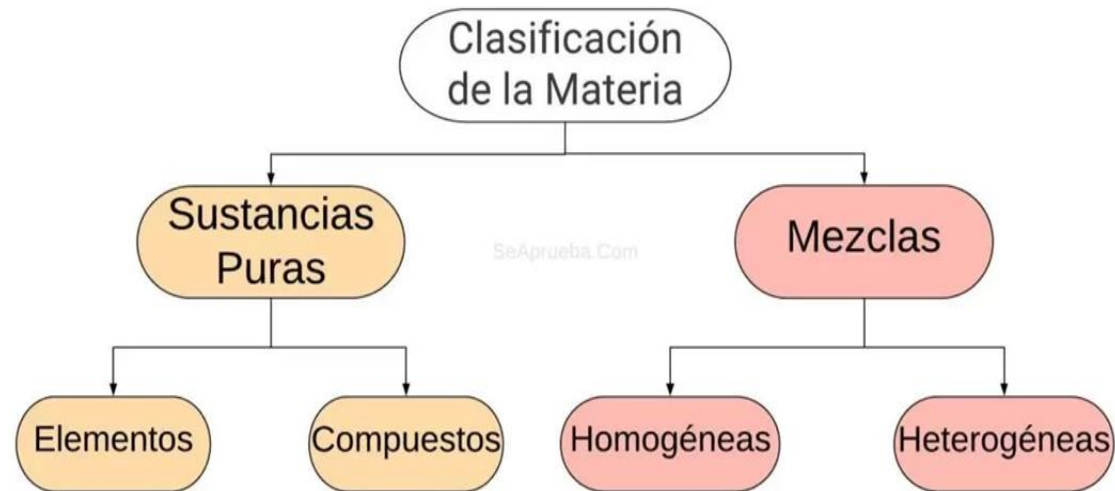 Clasificación
de la Materia
Sustancias
Puras
Mezclas
SeAprueba.Com
Elementos
Compuestos
Homogéneas
Heterogéneas